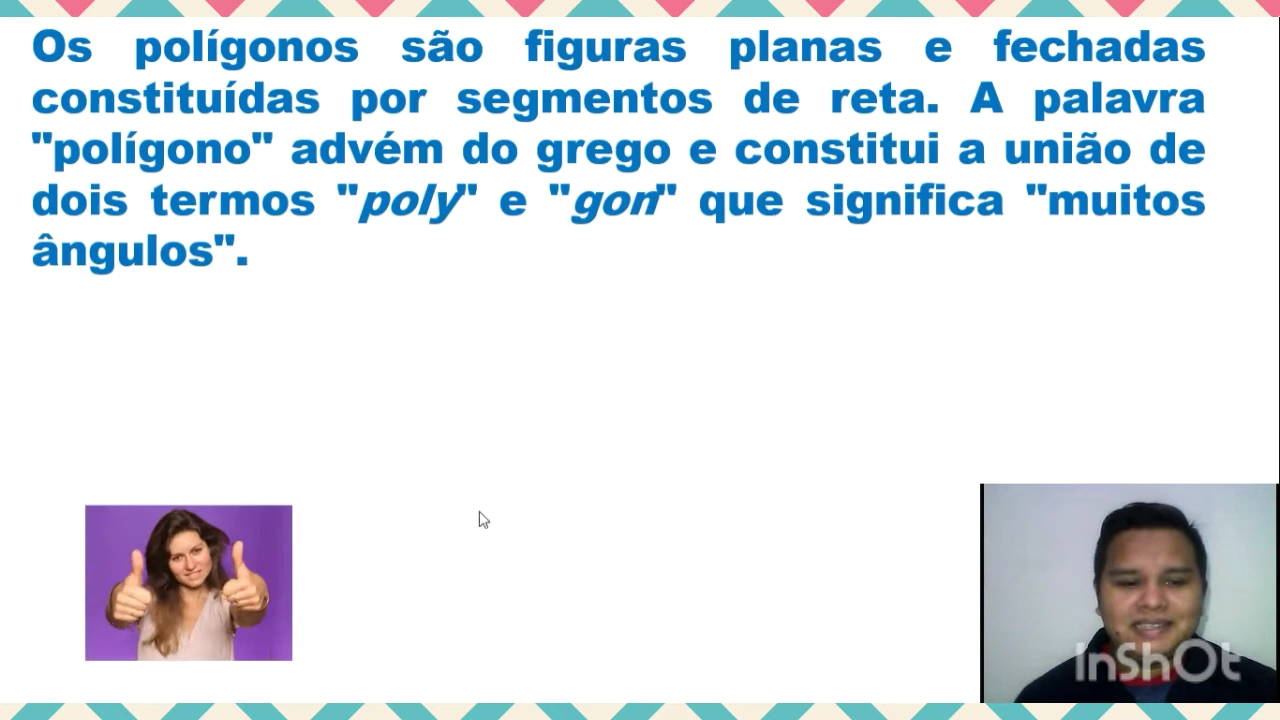 Os polígonos são figuras planas e fechadas
constituídas por segmentos de reta. A palavra
"polígono" advém do grego e constitui a união de
dois termos "poly" e "gon" que significa "muitos
ângulos".
InShOt